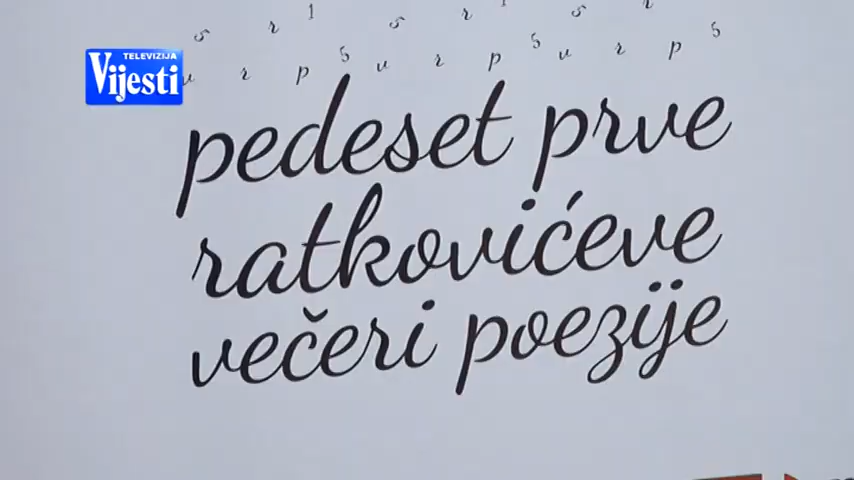 TELEVIZIJA
Vijesti
pedeset prve
ratkovićeve
večeri poezije